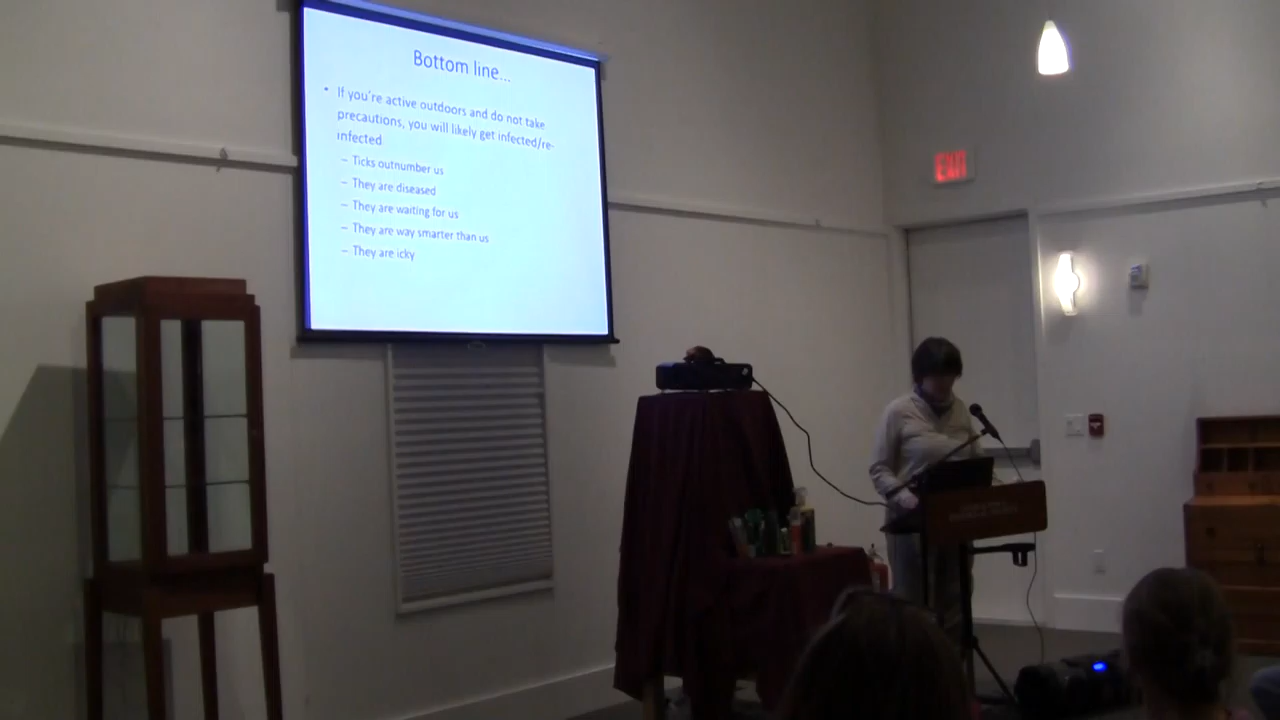 Bottom line...
• If you're active outdoors and do not take
precautions, you will likely get infected/re-
infected
– Ticks outnumber us
– They are diseased
– They are waiting for us
– They are way smarter than us
– They are icky
EXIT